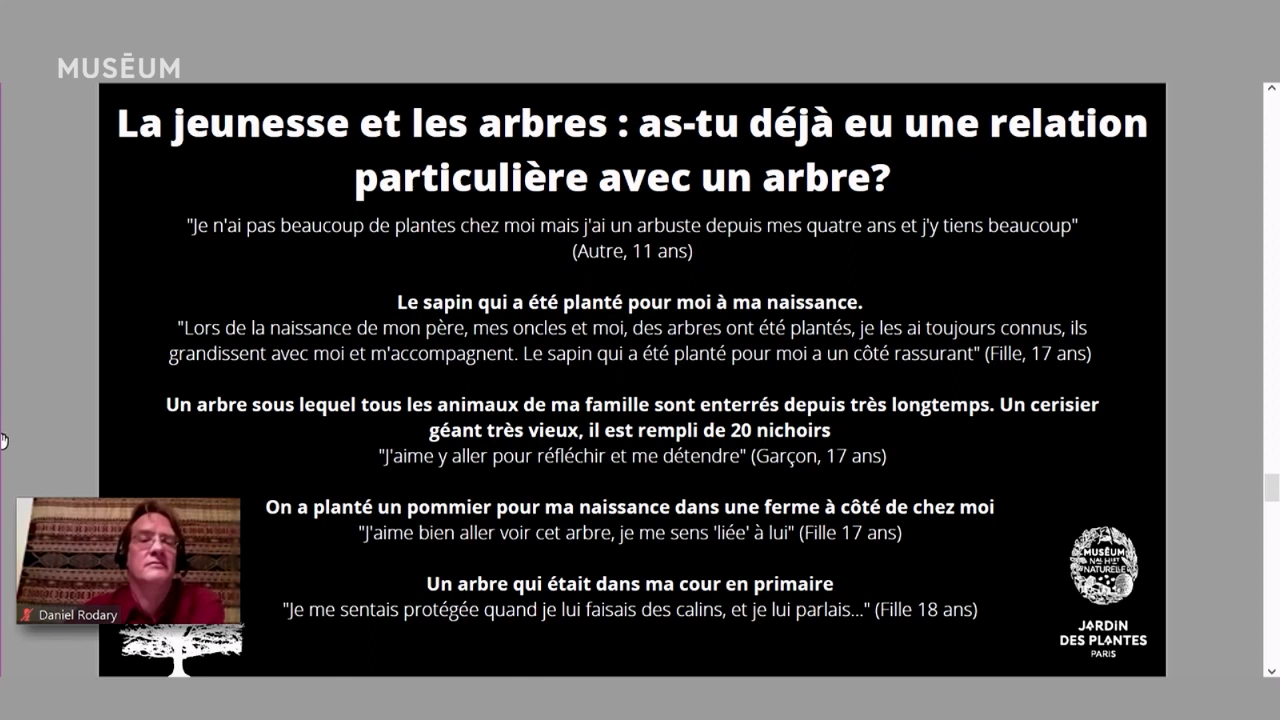 MUSĒUM
La jeunesse et les arbres : as-tu déjà eu une relation
particulière avec un arbre?
"Je n'ai pas beaucoup de plantes chez moi mais j'ai un arbuste depuis mes quatre ans et j'y tiens beaucoup"
(Autre, 11 ans)
Le sapin qui a été planté pour moi à ma naissance.
"Lors de la naissance de mon père, mes oncles et moi, des arbres ont été plantés, je les ai toujours connus, ils
grandissent avec moi et m'accompagnent. Le sapin qui a été planté pour moi a un côté rassurant" (Fille, 17 ans)
Un arbre sous lequel tous les animaux de ma famille sont enterrés depuis très longtemps. Un cerisier
géant très vieux, il est rempli de 20 nichoirs
"J'aime y aller pour réfléchir et me détendre" (Garçon, 17 ans)
On a planté un pommier pour ma naissance dans une ferme à côté de chez moi
"J'aime bien aller voir cet arbre, je me sens 'liée' à lui" (Fille 17 ans)
Un arbre qui était dans ma cour en primaire
"Je me sentais protégée quand je lui faisais des calins, et je lui parlais..." (Fille 18 ans)
Daniel Rodary
MUSĒUM
NAL HIST
NATURELLE
JARDIN
DES PLANTES
PARIS